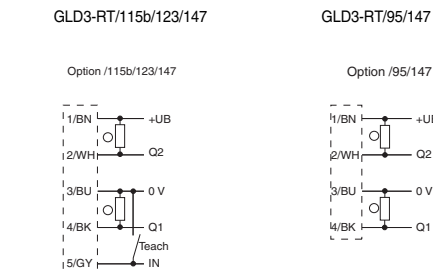 GLD3-RT/115b/123/147
Option /115b/123/147
1/BN +UB
2/WH Q2
3/BU 0 V
4/BK Q1
Teach
5/GY IN
GLD3-RT/95/147
Option /95/147
1/BN
2/WH Q2
3/BU 0 V
4/BK Q1